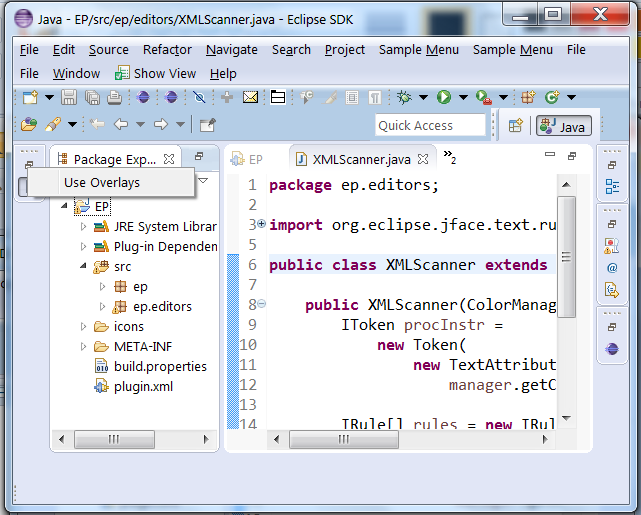 Java - EP/src/ep/editors/XMLScanner.java - Eclipse SDK
File Edit Source Refactor Navigate Search Project Sample Menu Sample Menu File
File Window Show View Help
Quick Access Java
Package Exp... EP XMLScanner.java »2
Use Overlays
EP
JRE System Librar
Plug-in Dependen
src
ep
ep.editors
icons
META-INF
build.properties
plugin.xml
1 package ep.editors;
2
3 import org.eclipse.jface.text.ru
5
6 public class XMLScanner extends
7
8 public XMLScanner(ColorManag
9 IToken procInstr =
10 new Token(
11 new TextAttribut
12 manager.getC
13
14 IRule[] rules = new IRul